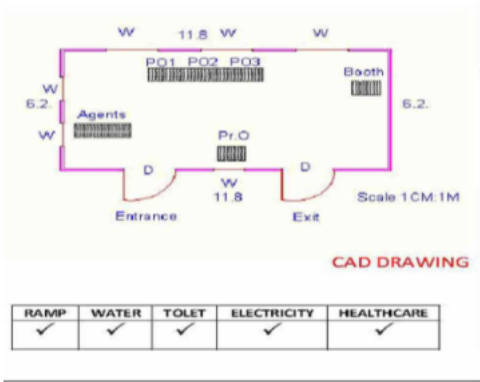 W 11.8 W W
PO1 PO2 PO3
Booth
W
6.2. 6.2.
Agents
W Pr.O
D D
W
11.8 Scale 1CM:1M
Entrance Exit
CAD DRAWING
RAMP WATER TOLET ELECTRICITY HEALTHCARE
✓ ✓ ✓ ✓ ✓